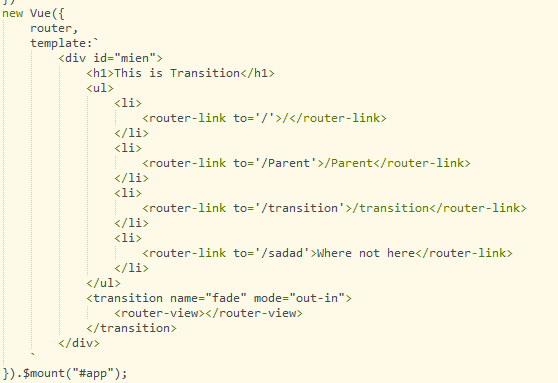 })
new Vue({
    router,
    template:`
        <div id="mien">
            <h1>This is Transition</h1>
            <ul>
                <li>
                    <router-link to='/'>/</router-link>
                </li>
                <li>
                    <router-link to='/Parent'>/Parent</router-link>
                </li>
                <li>
                    <router-link to='/transition'>/transition</router-link>
                </li>
                <li>
                    <router-link to='/sadad'>Where not here</router-link>
                </li>
            </ul>
            <transition name="fade" mode="out-in">
                <router-view></router-view>
            </transition>
        </div>
    `
}).$mount("#app");